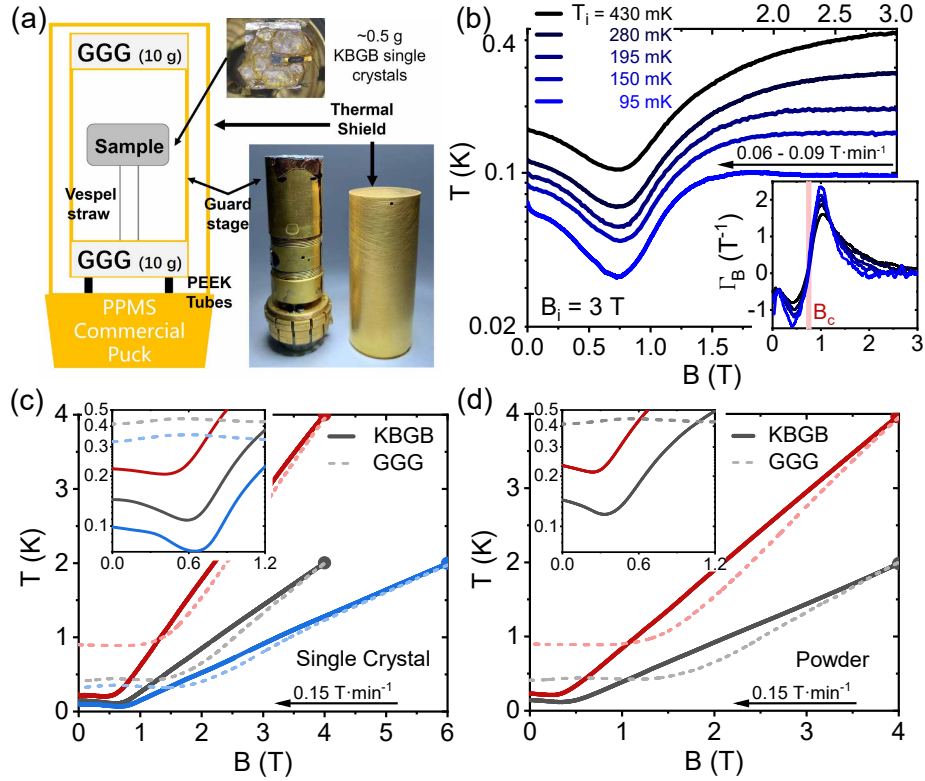 (a)
GGG (10 g)
~0.5 g
KBGB single
crystals
Thermal
Shield
Sample
Vespel
straw
Guard
stage
GGG (10 g)
PEEK
Tubes
PPMS
Commercial
Puck
(b)
2.0 2.5 3.0
0.4
T_i = 430 mK
280 mK
195 mK
150 mK
95 mK
0.1
0.06 - 0.09 T·min⁻¹
T (K)
B_i = 3 T
0.02
0.0 0.5 1.0 1.5
B (T)
2
1
0
-1
Γ_B (T⁻¹)
B_c
0 1 2 3
(c)
4
3
2
1
0
T (K)
0.5
0.4
0.3
0.2
0.1
0.0 0.6 1.2
KBGB
GGG
Single Crystal
0.15 T·min⁻¹
0 1 2 3 4 5 6
B (T)
(d)
4
3
2
1
0
T (K)
0.5
0.4
0.3
0.2
0.1
0.0 0.6 1.2
KBGB
GGG
Powder
0.15 T·min⁻¹
0 1 2 3 4
B (T)